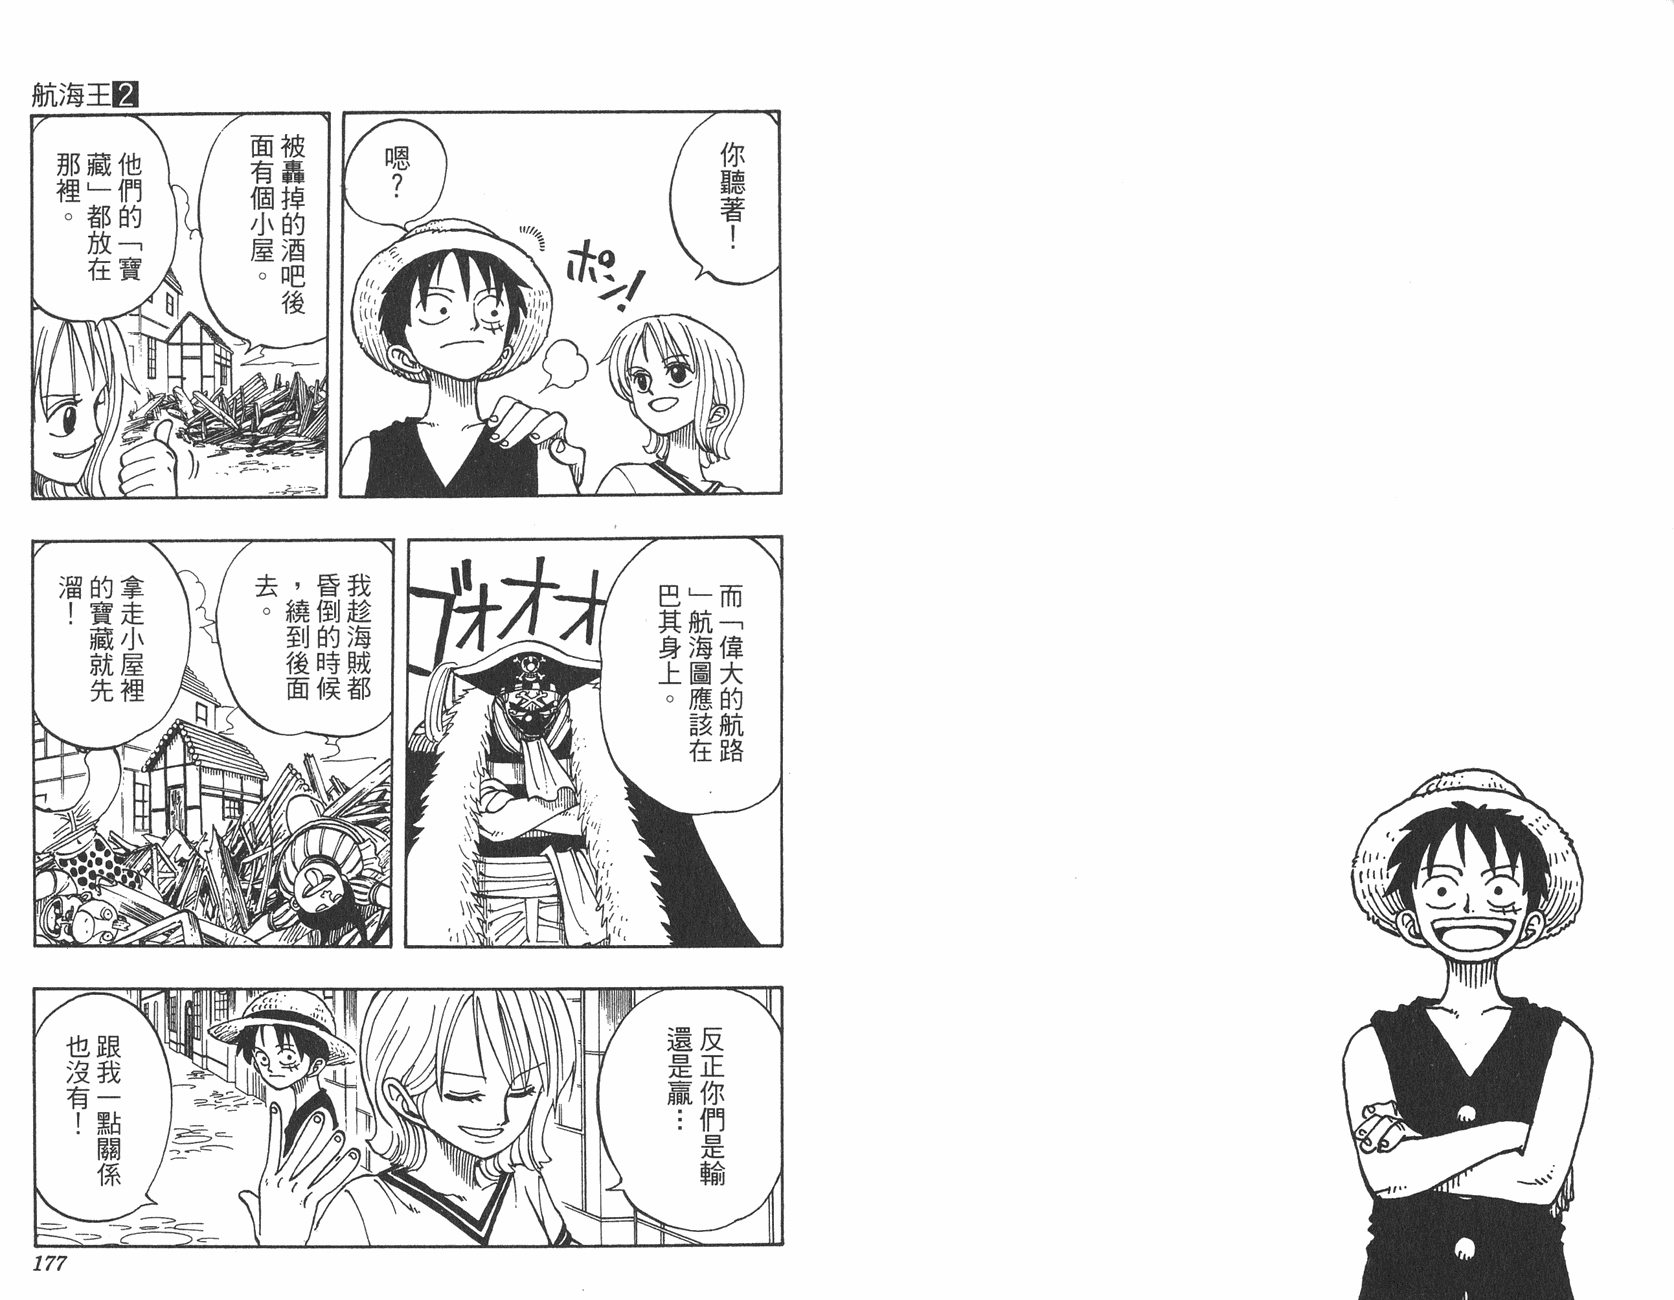 航海王2
你聽著！
嗯？
ポン！
被轟掉的酒吧後
面有個小屋。
他們的「寶
藏」都放在
那裡。
而「偉大的航路
」航海圖應該在
巴其身上。
ゴオオオ
我趁海賊都
昏倒的時候
，繞到後面
去。
拿走小屋裡
的寶藏就先
溜！
反正你們是輸
還是贏…
跟我一點關係
也沒有！
177